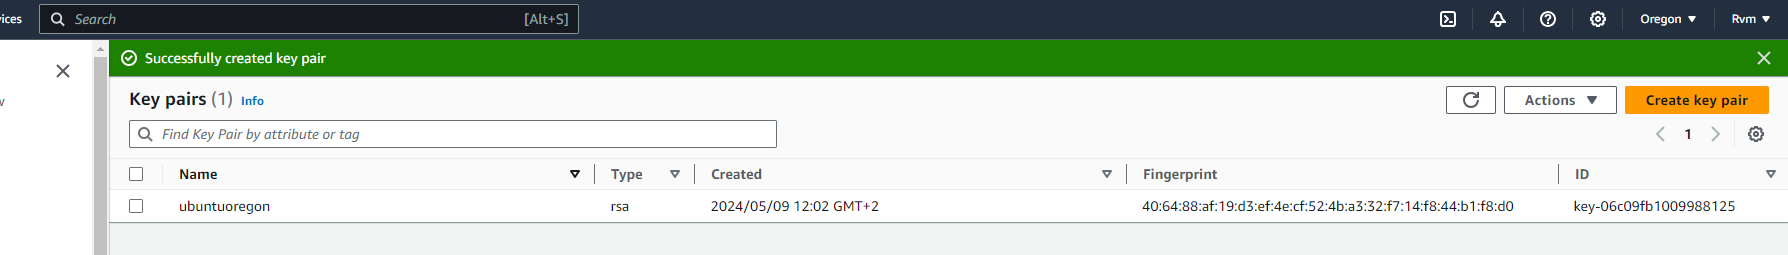 vices
Search
[Alt+S]
Oregon
Rvm
Successfully created key pair
w
Key pairs (1) Info
Actions
Create key pair
Find Key Pair by attribute or tag
1
Name Type Created Fingerprint ID
ubuntuoregon rsa 2024/05/09 12:02 GMT+2 40:64:88:af:19:d3:ef:4e:cf:52:4b:a3:32:f7:14:f8:44:b1:f8:d0 key-06c09fb1009988125